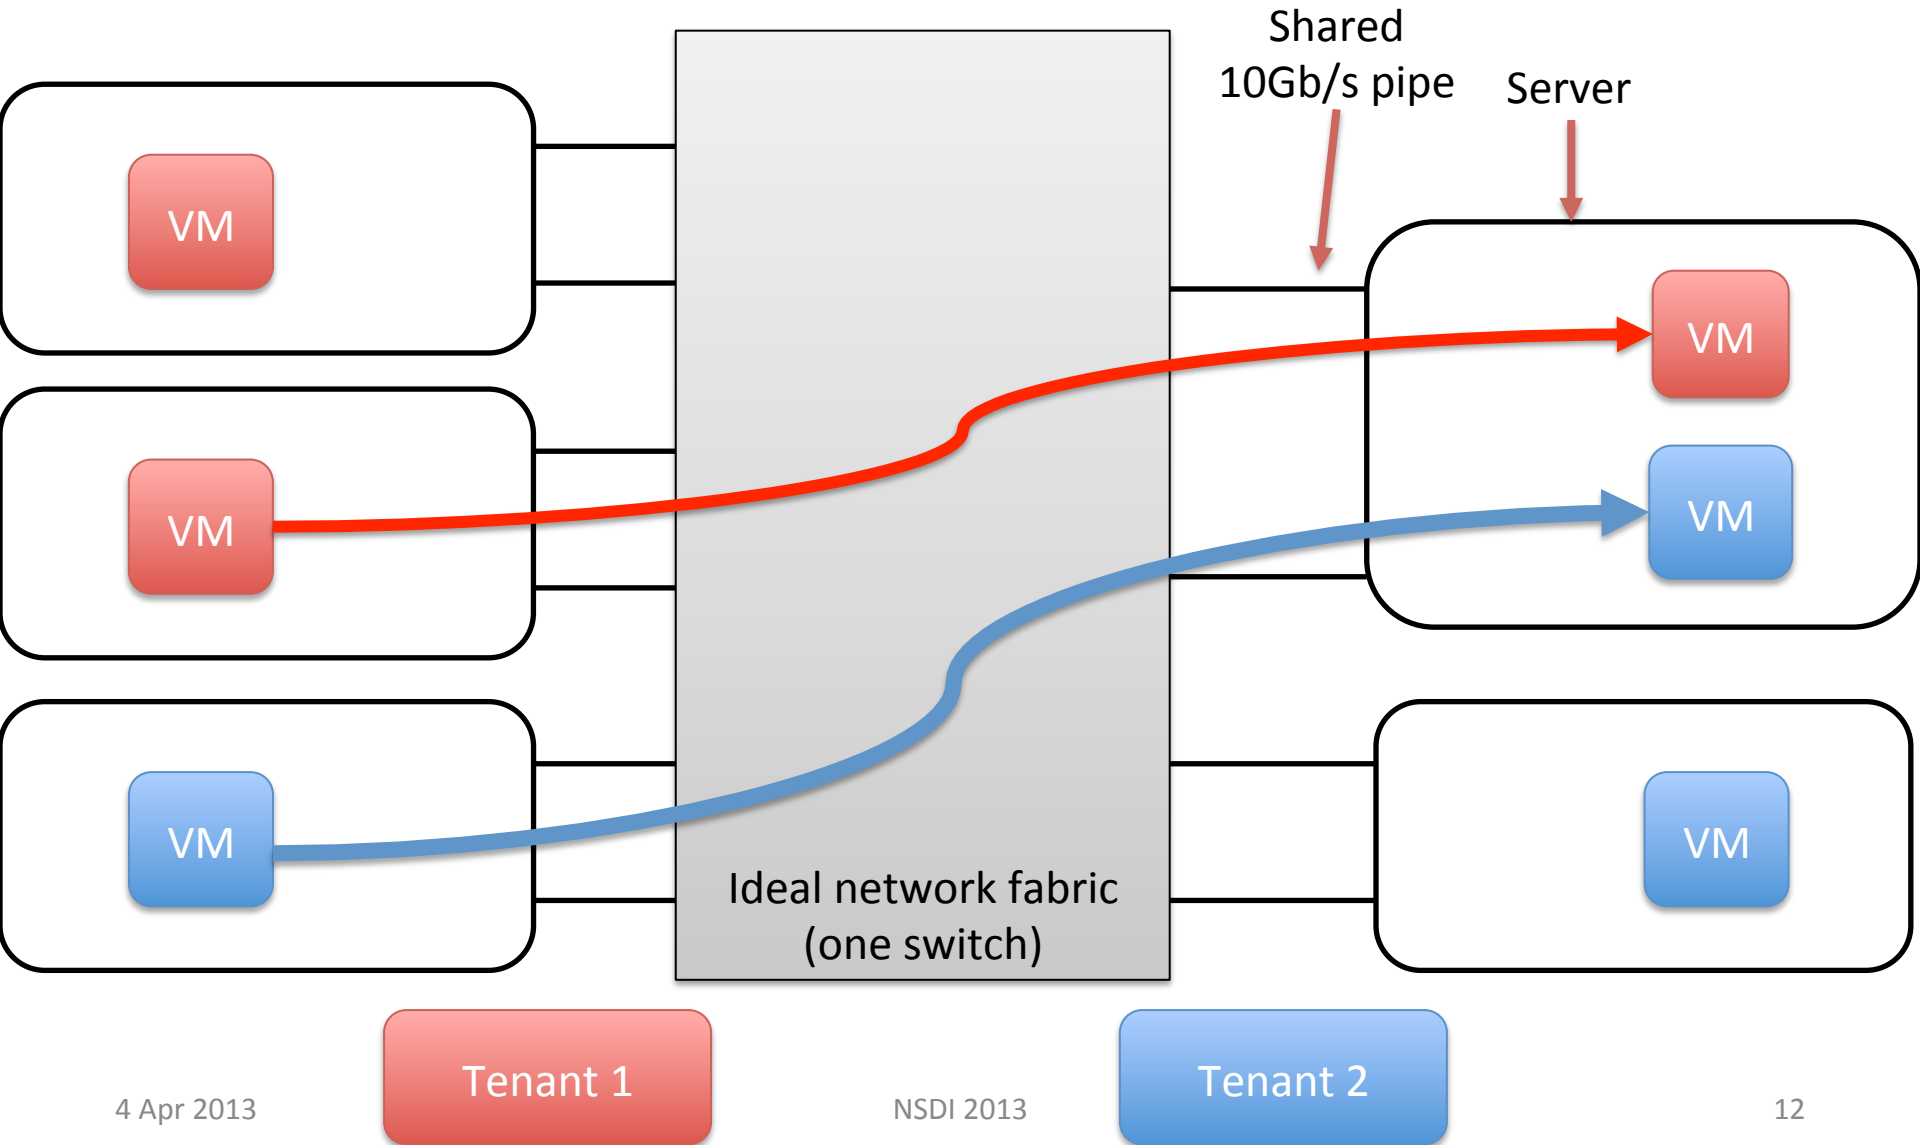 Shared
10Gb/s pipe
Server
VM
VM
VM
VM
VM
VM
Ideal network fabric
(one switch)
Tenant 1
Tenant 2
4 Apr 2013
NSDI 2013
12